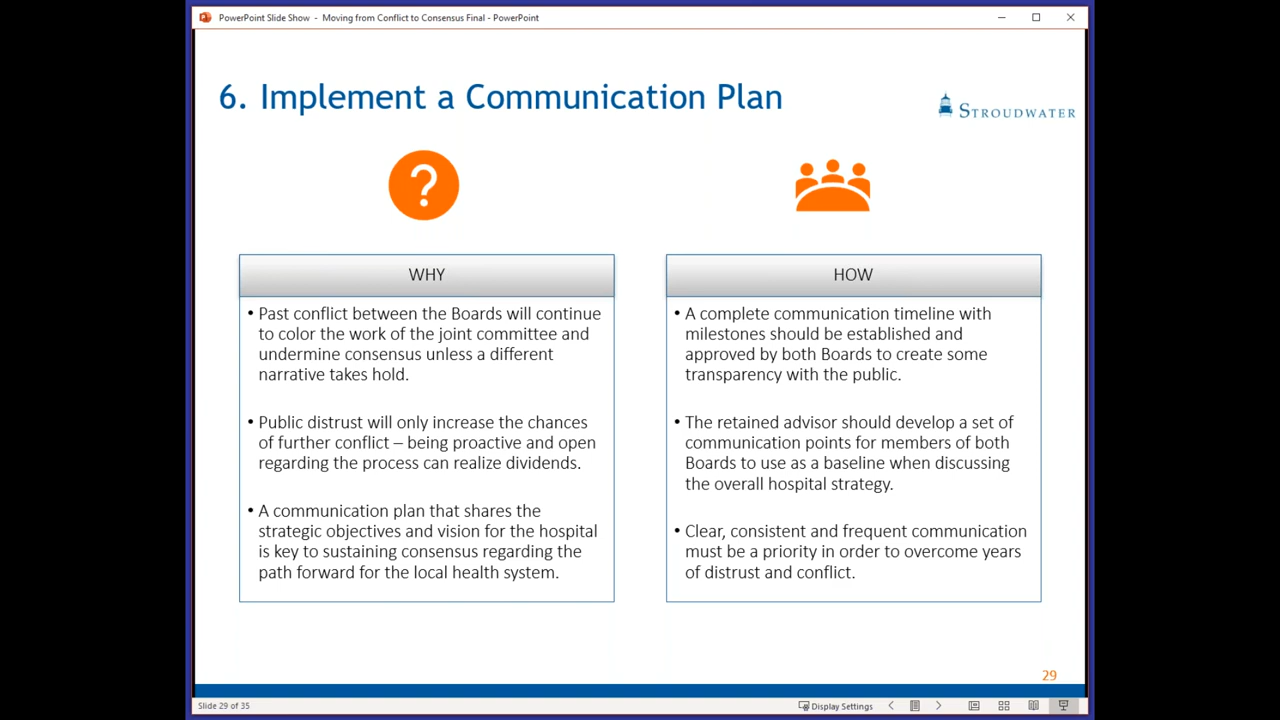 PowerPoint Slide Show - Moving from Conflict to Consensus Final - PowerPoint
6. Implement a Communication Plan
STROUDWATER
?
WHY
• Past conflict between the Boards will continue
to color the work of the joint committee and
undermine consensus unless a different
narrative takes hold.
• Public distrust will only increase the chances
of further conflict – being proactive and open
regarding the process can realize dividends.
• A communication plan that shares the
strategic objectives and vision for the hospital
is key to sustaining consensus regarding the
path forward for the local health system.
HOW
• A complete communication timeline with
milestones should be established and
approved by both Boards to create some
transparency with the public.
• The retained advisor should develop a set of
communication points for members of both
Boards to use as a baseline when discussing
the overall hospital strategy.
• Clear, consistent and frequent communication
must be a priority in order to overcome years
of distrust and conflict.
29
Slide 29 of 35
Display Settings